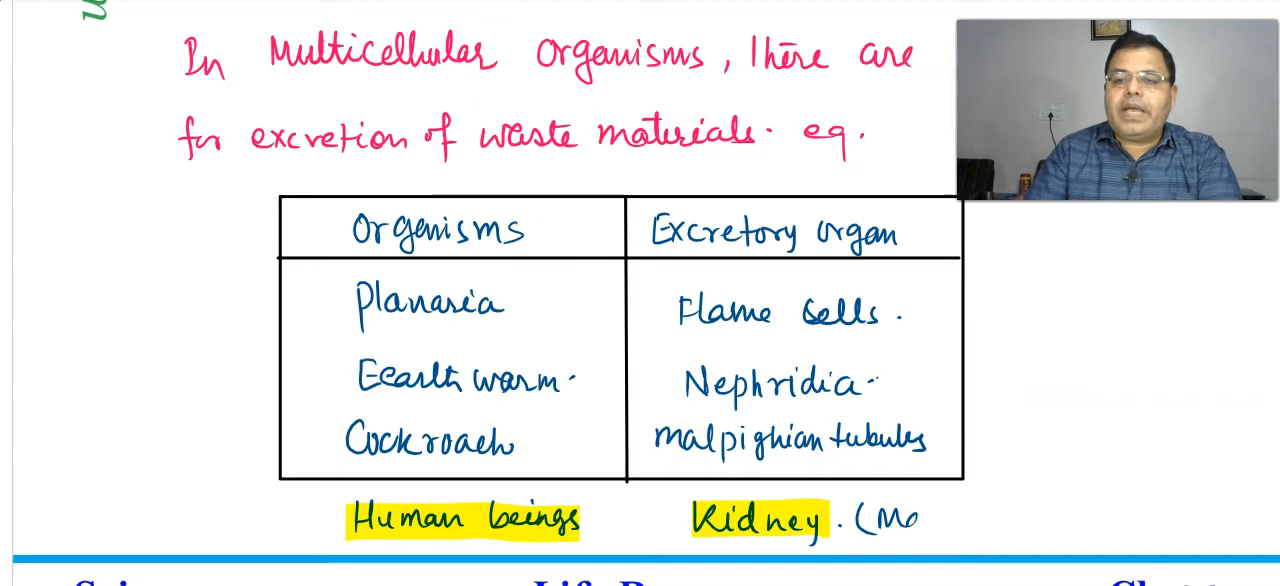 In Multicellular Organisms, There are
for excretion of waste materials. eg.
Organisms Excretory organ
Planaria Flame cells.
Eearth warm. Nephridia.
Cockroach Malpighian tubules
Human beings Kidney. (Mo